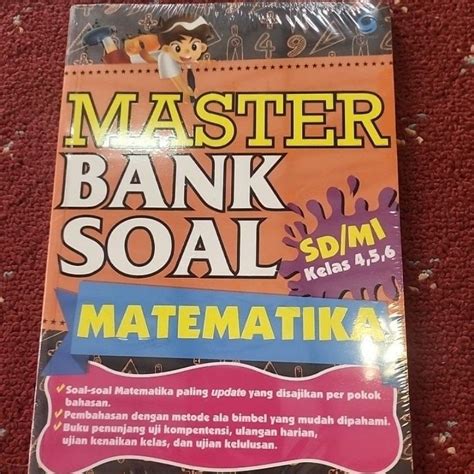 MASTER
BANK
SOAL
SD/MI
Kelas 4,5,6
MATEMATIKA
Soal-soal Matematika paling update yang disajikan per pokok
bahasan.
Pembahasan dengan metode ala bimbel yang mudah dipahami.
Buku penunjang uji kompentensi, ulangan harian,
ujian kenaikan kelas, dan ujian kelulusan.